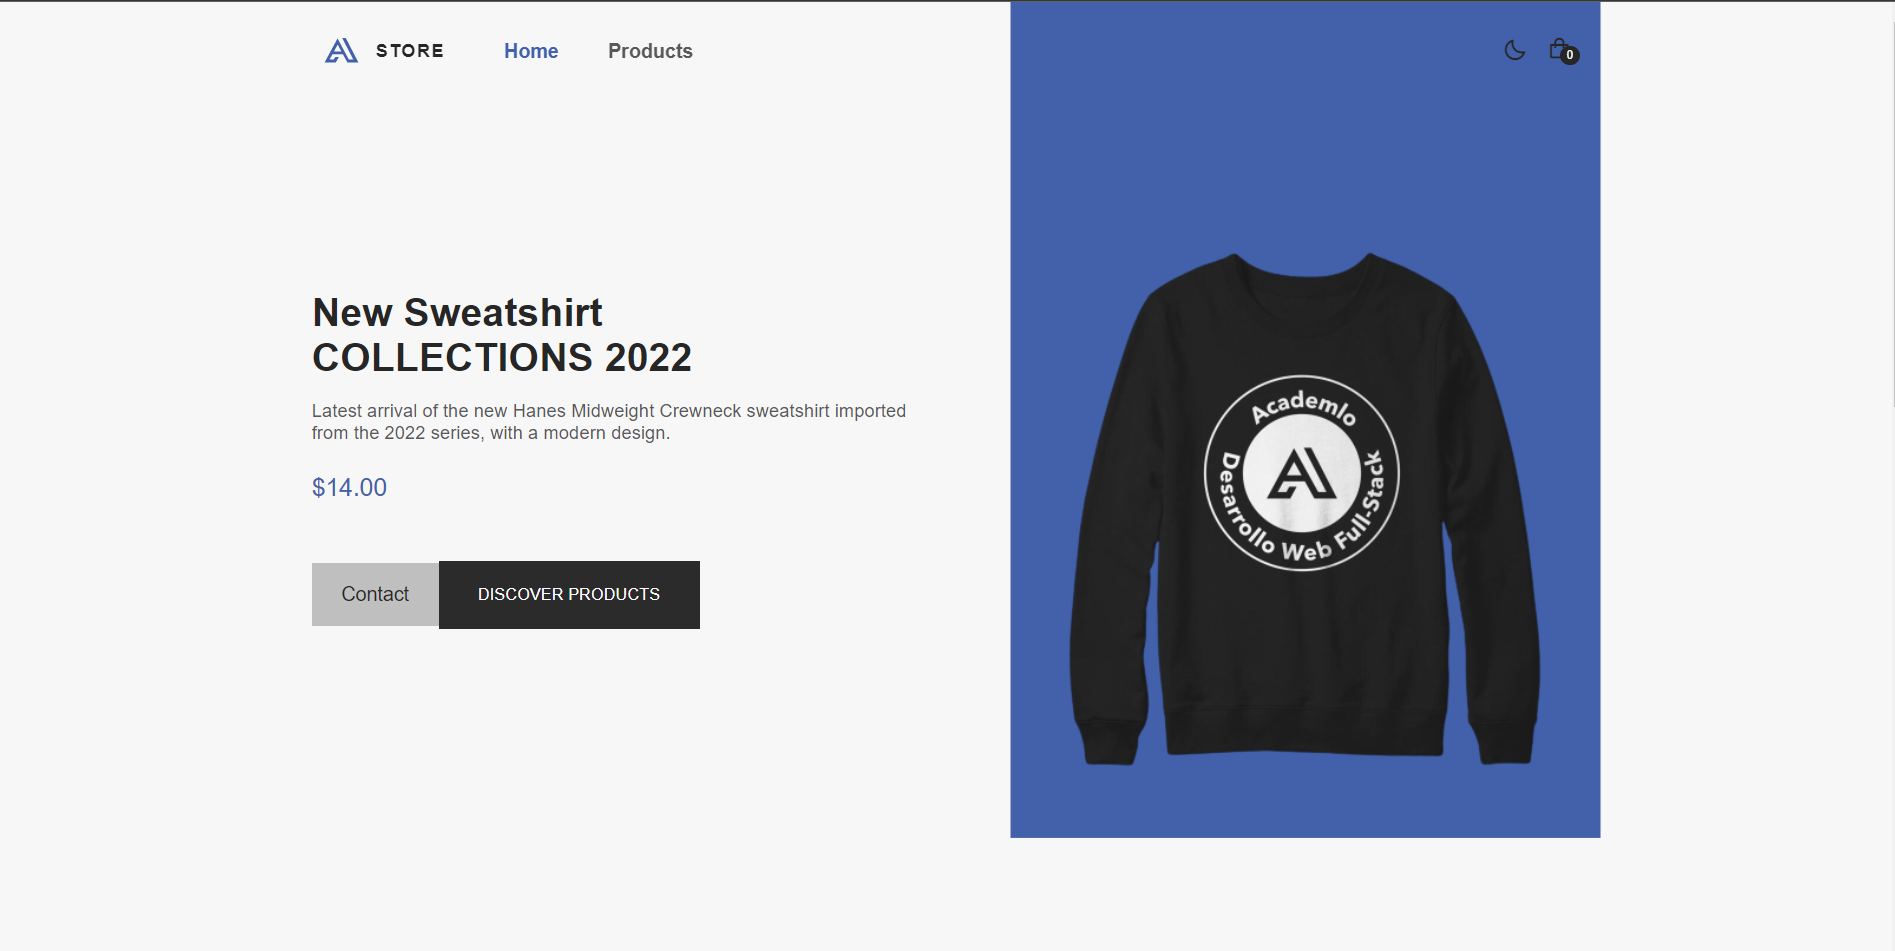 STORE
Home
Products
0
New Sweatshirt
COLLECTIONS 2022
Latest arrival of the new Hanes Midweight Crewneck sweatshirt imported
from the 2022 series, with a modern design.
$14.00
Contact
DISCOVER PRODUCTS
Academlo
Desarrollo Web Full-Stack